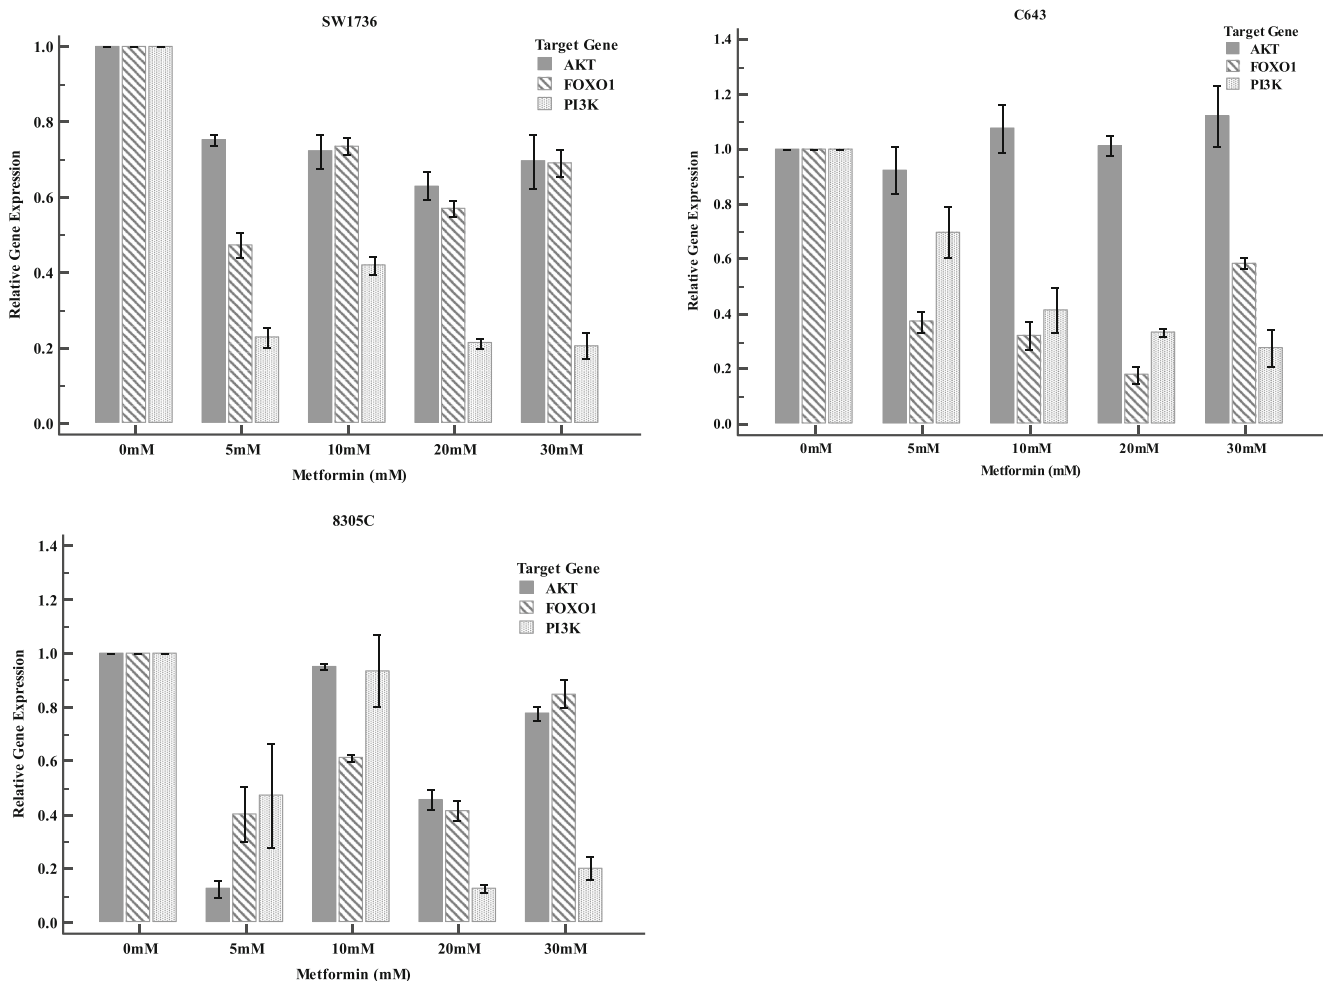 SW1736
Target Gene
AKT
FOXO1
PI3K
Relative Gene Expression
1.0
0.8
0.6
0.4
0.2
0.0
0mM 5mM 10mM 20mM 30mM
Metformin (mM)
C643
Target Gene
AKT
FOXO1
PI3K
Relative Gene Expression
1.4
1.2
1.0
0.8
0.6
0.4
0.2
0.0
0mM 5mM 10mM 20mM 30mM
Metformin (mM)
8305C
Target Gene
AKT
FOXO1
PI3K
Relative Gene Expression
1.4
1.2
1.0
0.8
0.6
0.4
0.2
0.0
0mM 5mM 10mM 20mM 30mM
Metformin (mM)